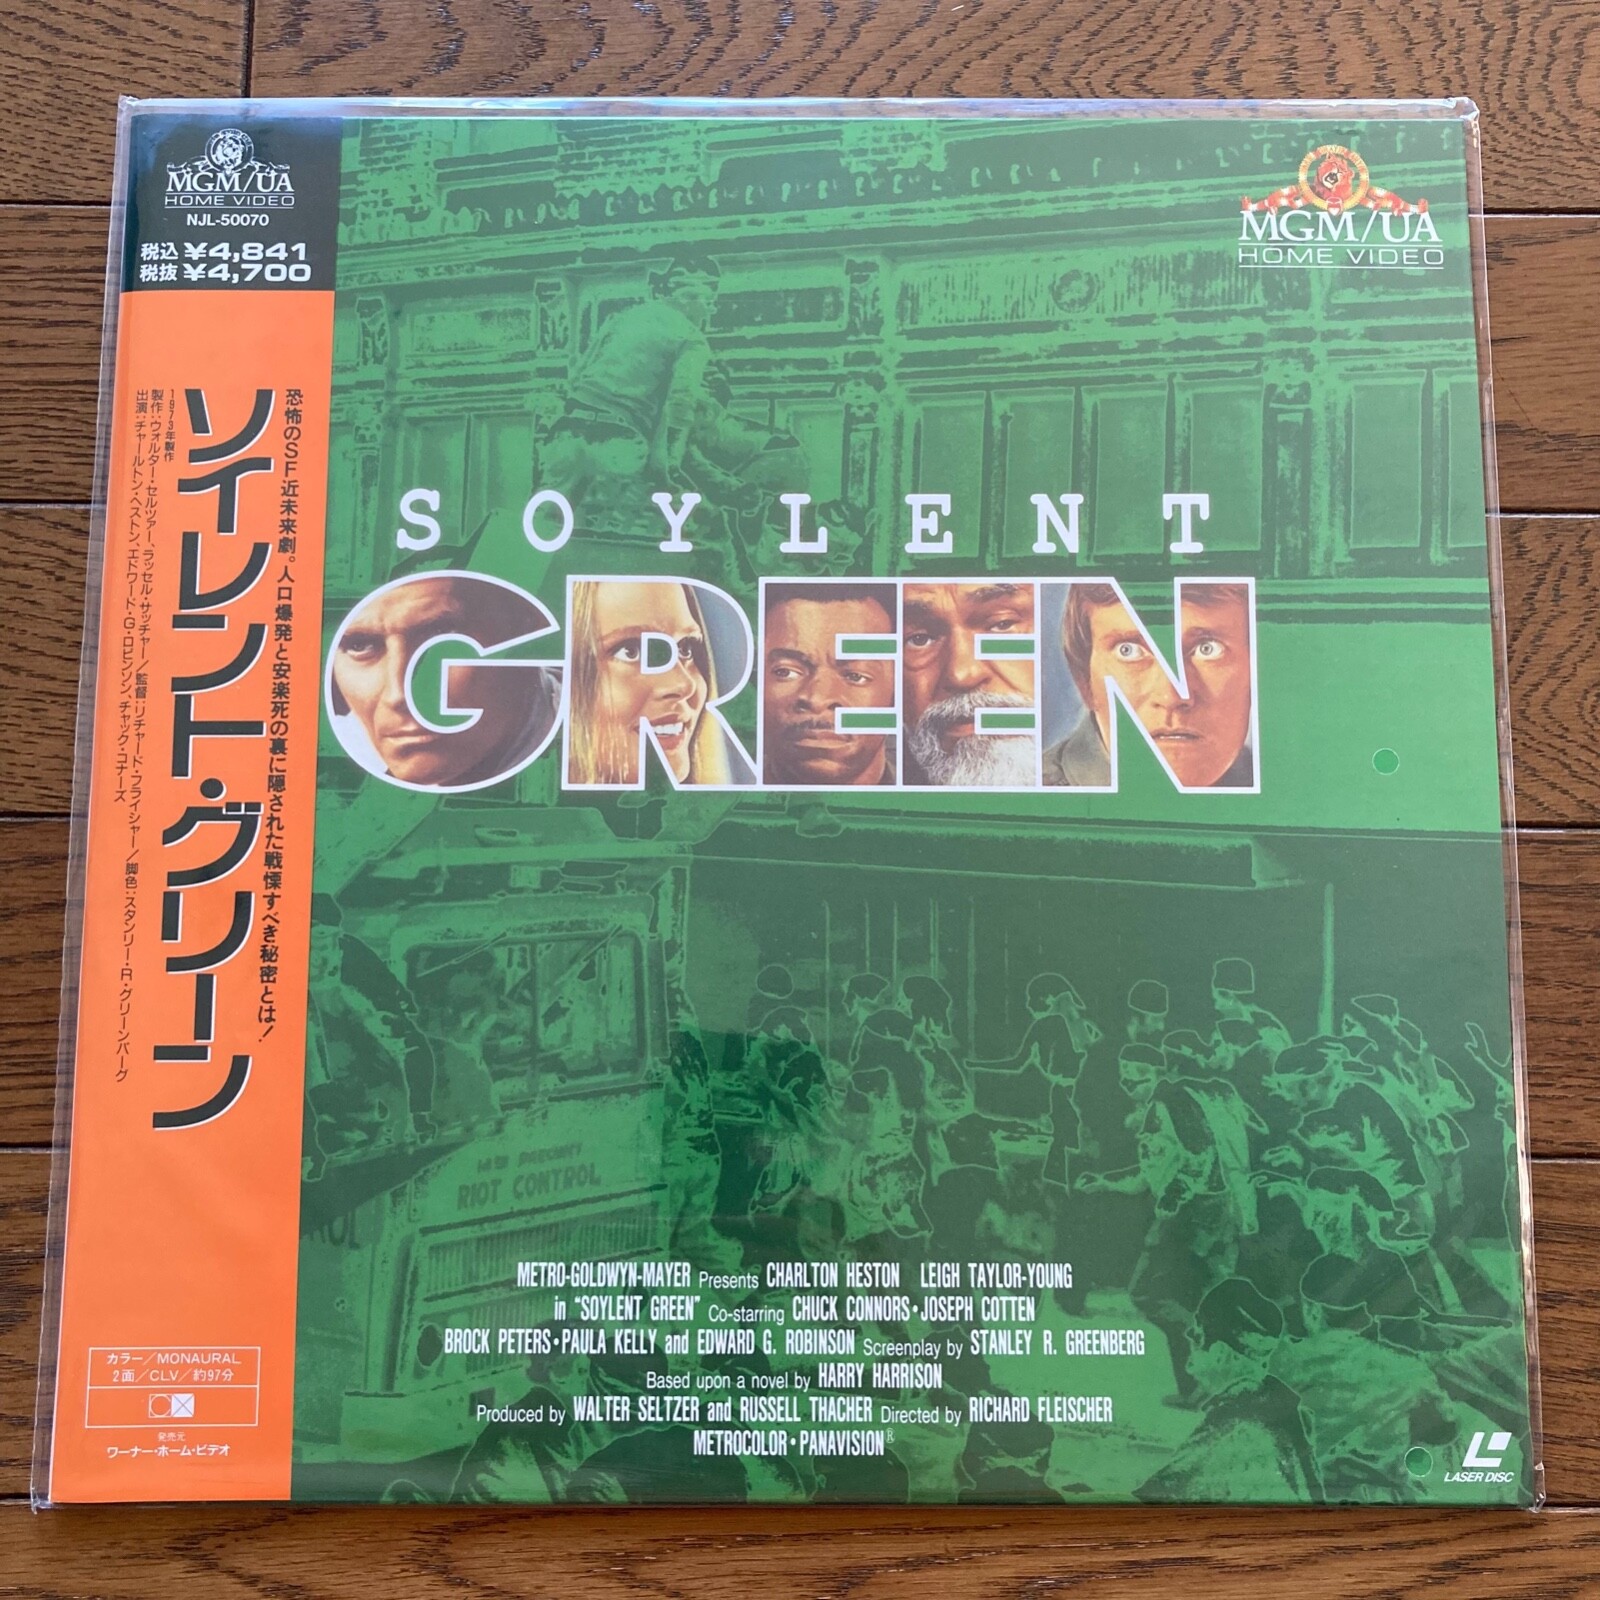 MGM/UA
HOME VIDEO
NJL-50070
税込 ¥4,841
税抜 ¥4,700
恐怖のSF近未来劇。人口爆発と安楽死の裏に隠された戦慄すべき秘密とは!
ソイレント・グリーン
1973年製作
製作:ウォルター・セルツァー、ラッセル・サッチャー/監督:リチャード・フライシャー/脚色:スタンリー・R・グリーンバーグ
出演:チャールトン・ヘストン、エドワード・G・ロビンソン、チャック・コナーズ
カラー/MONAURAL
2面/CLV/約97分
発売元
ワーナー・ホーム・ビデオ
MGM/UA
HOME VIDEO
SOYLENT
GREEN
RIOT CONTROL
METRO-GOLDWYN-MAYER Presents CHARLTON HESTON LEIGH TAYLOR-YOUNG
in "SOYLENT GREEN" Co-starring CHUCK CONNORS・JOSEPH COTTEN
BROCK PETERS・PAULA KELLY and EDWARD G. ROBINSON Screenplay by STANLEY R. GREENBERG
Based upon a novel by HARRY HARRISON
Produced by WALTER SELTZER and RUSSELL THACHER Directed by RICHARD FLEISCHER
METROCOLOR・PANAVISION®
LASER DISC